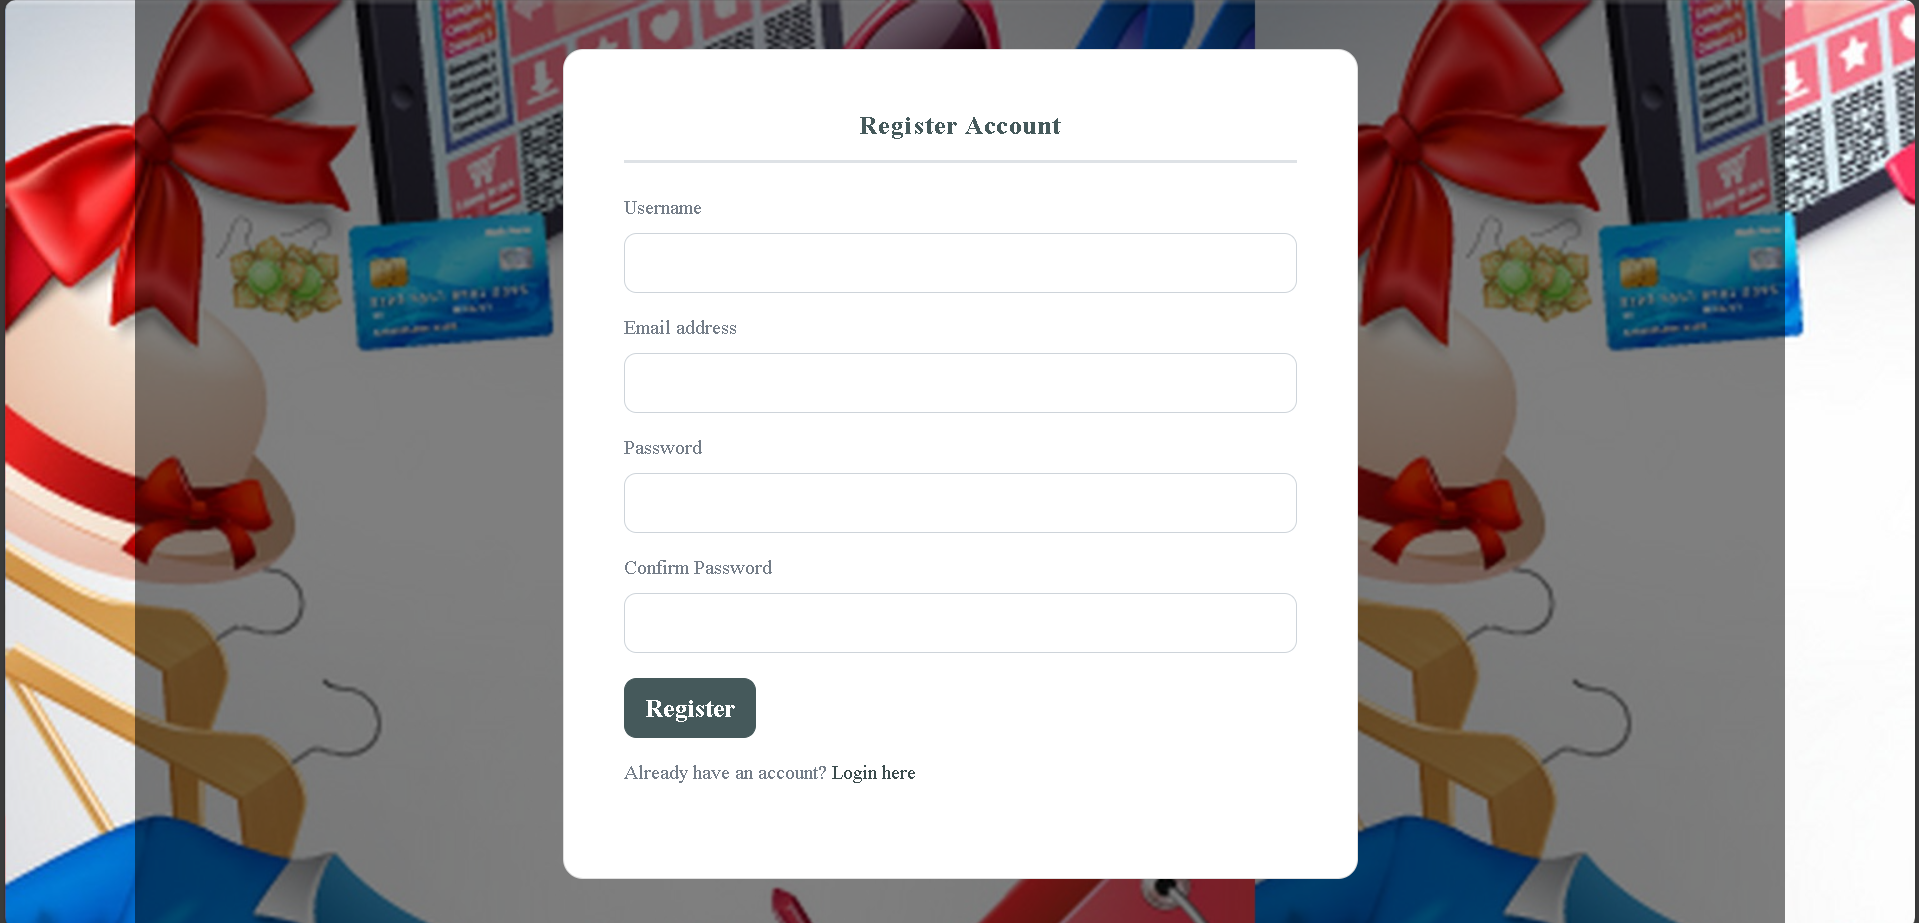 Register Account
Username
Email address
Password
Confirm Password
Register
Already have an account? Login here